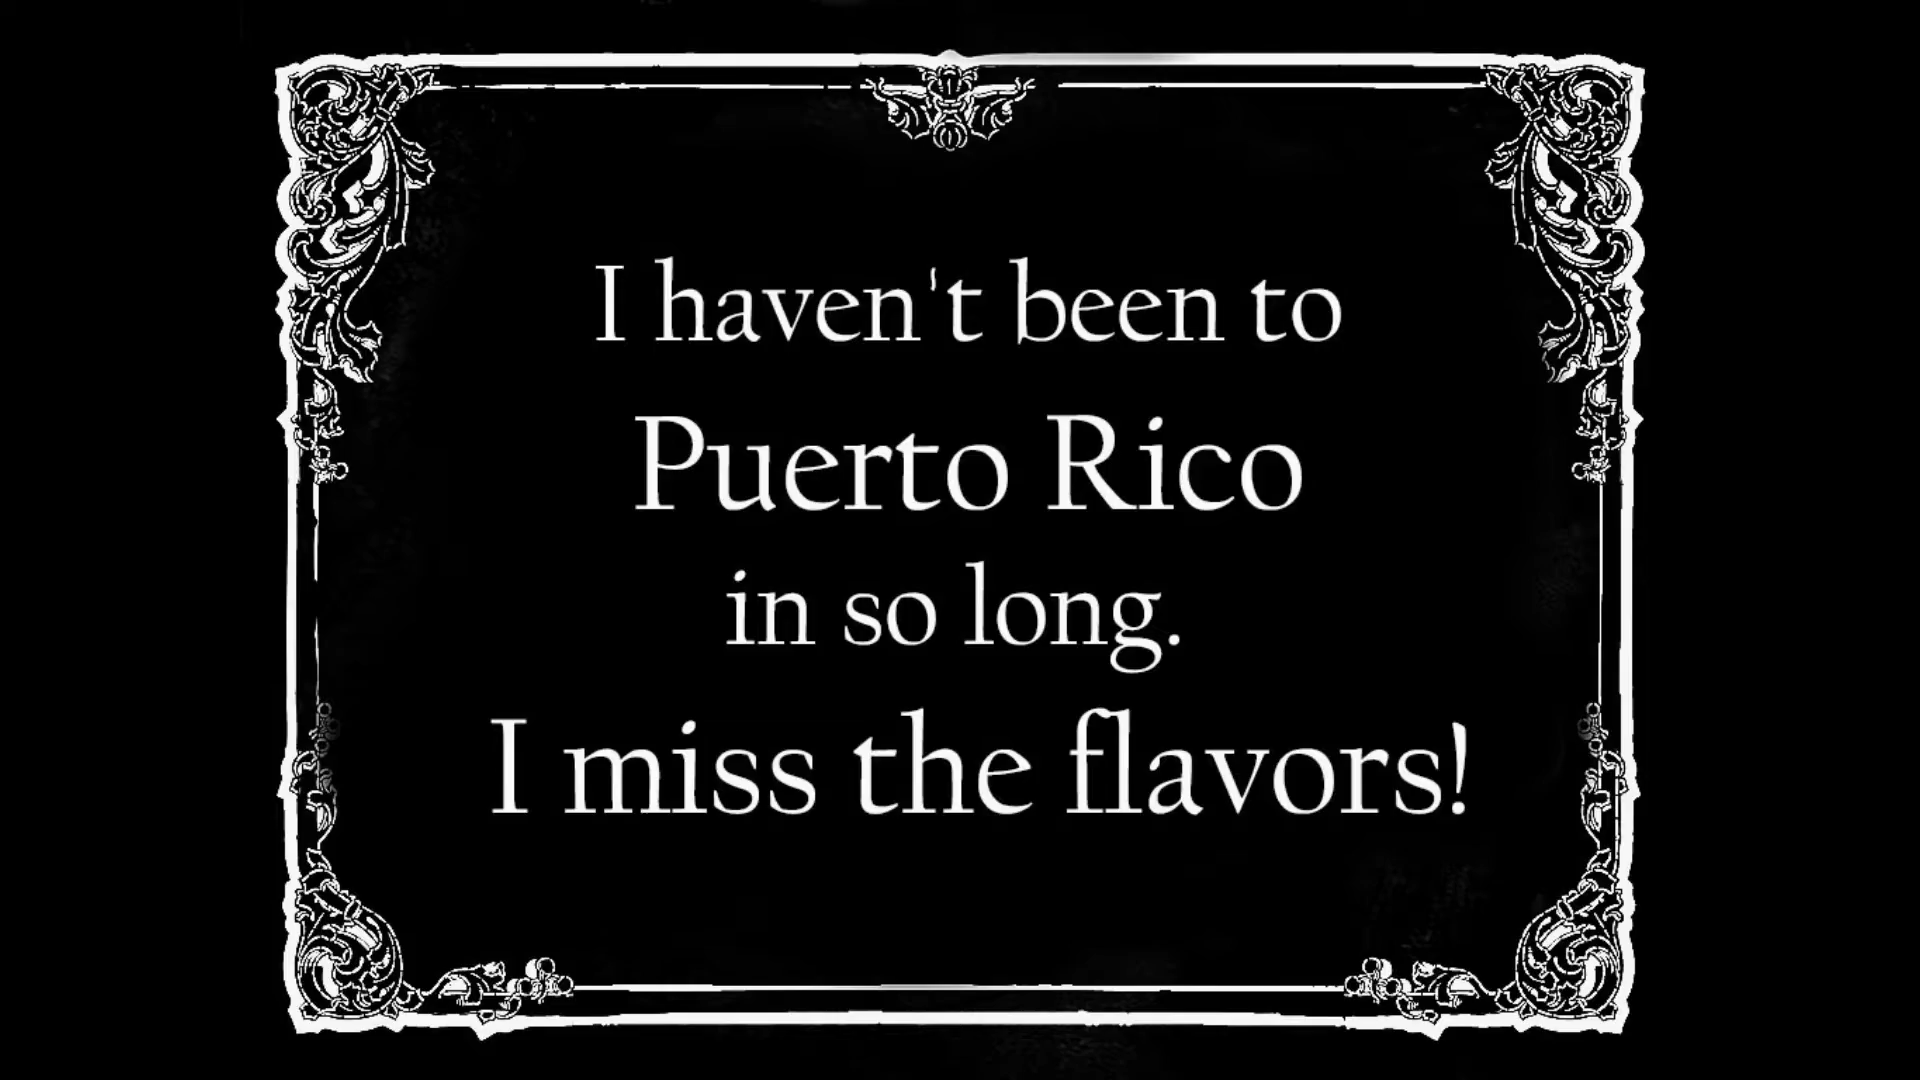 I haven't been to
Puerto Rico
in so long.
I miss the flavors!